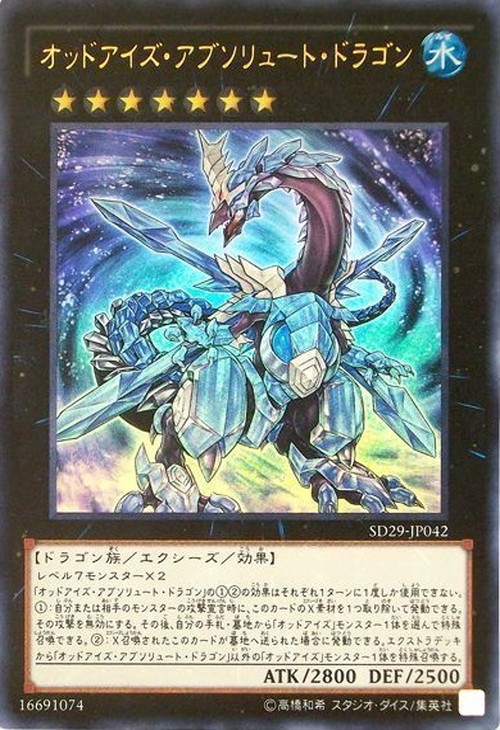 オッドアイズ・アブソリュート・ドラゴン
水
SD29-JP042
【ドラゴン族／エクシーズ／効果】
レベル7モンスター×2
「オッドアイズ・アブソリュート・ドラゴン」の①②の効果はそれぞれ1ターンに1度しか使用できない。
①：自分または相手のモンスターの攻撃宣言時に、このカードのX素材を1つ取り除いて発動できる。
その攻撃を無効にする。その後、自分の手札・墓地から「オッドアイズ」モンスター1体を選んで特殊
召喚できる。②：X召喚されたこのカードが墓地へ送られた場合に発動できる。エクストラデッキ
から「オッドアイズ・アブソリュート・ドラゴン」以外の「オッドアイズ」モンスター1体を特殊召喚する。
ATK/2800 DEF/2500
16691074
©高橋和希 スタジオ・ダイス/集英社